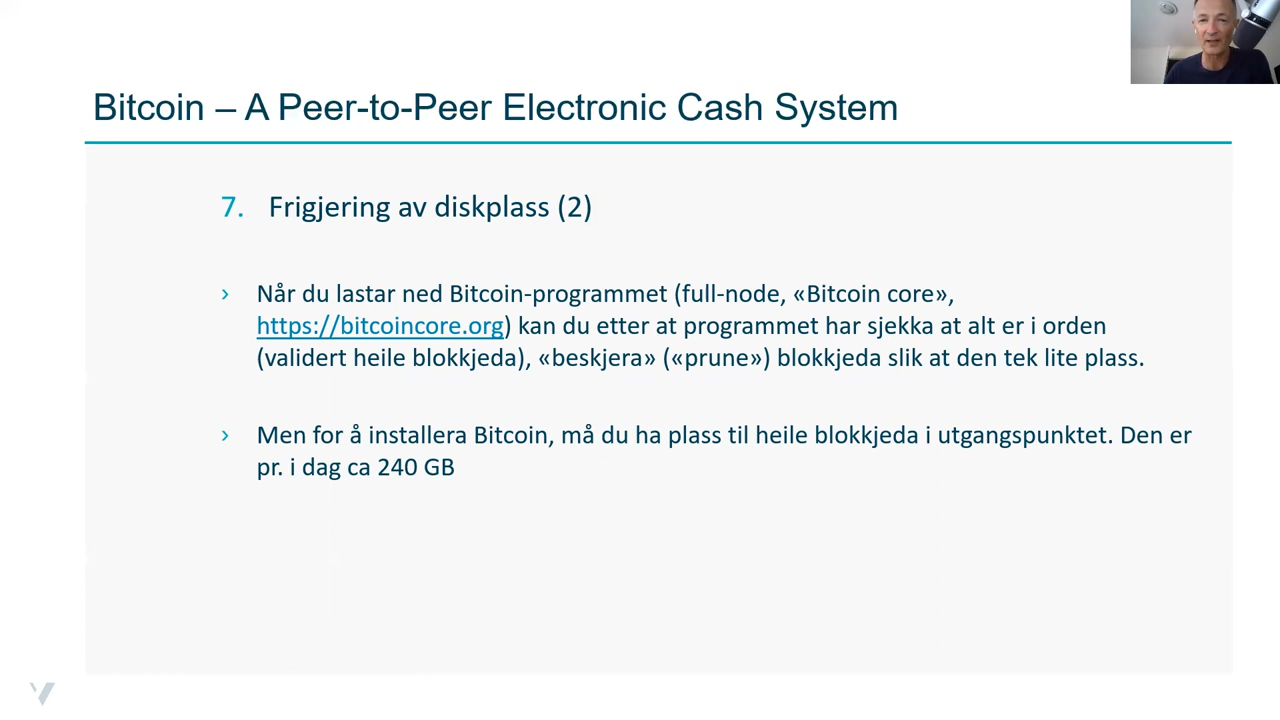 Bitcoin – A Peer-to-Peer Electronic Cash System
7. Frigjering av diskplass (2)
› Når du lastar ned Bitcoin-programmet (full-node, «Bitcoin core»,
https://bitcoincore.org) kan du etter at programmet har sjekka at alt er i orden
(validert heile blokkjeda), «beskjera» («prune») blokkjeda slik at den tek lite plass.
› Men for å installera Bitcoin, må du ha plass til heile blokkjeda i utgangspunktet. Den er
pr. i dag ca 240 GB